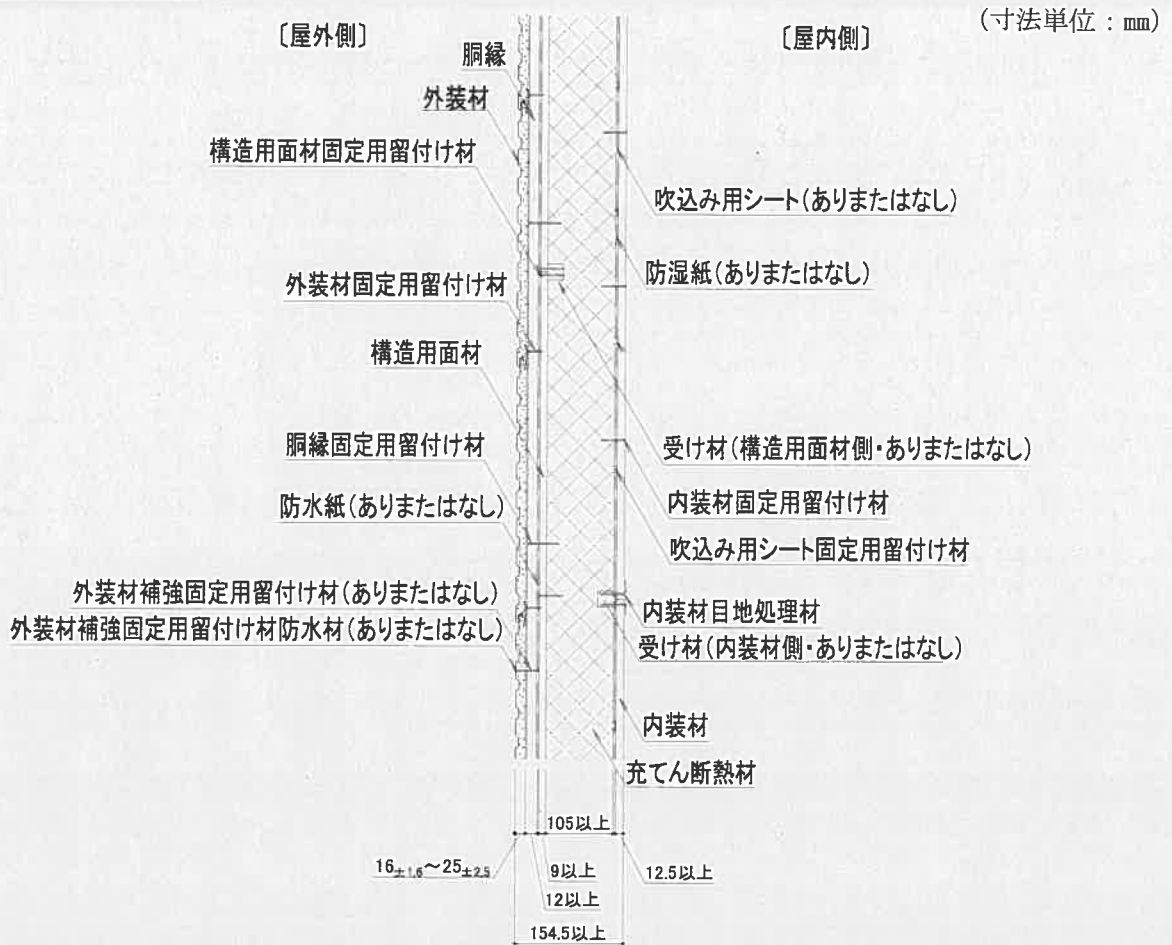 (寸法単位：mm)
〔屋外側〕
〔屋内側〕
胴縁
外装材
構造用面材固定用留付け材
外装材固定用留付け材
構造用面材
胴縁固定用留付け材
防水紙(ありまたはなし)
外装材補強固定用留付け材(ありまたはなし)
外装材補強固定用留付け材防水材(ありまたはなし)
吹込み用シート(ありまたはなし)
防湿紙(ありまたはなし)
受け材(構造用面材側・ありまたはなし)
内装材固定用留付け材
吹込み用シート固定用留付け材
内装材目地処理材
受け材(内装材側・ありまたはなし)
内装材
充てん断熱材
105以上
16±1.6～25±2.5
9以上
12.5以上
12以上
154.5以上